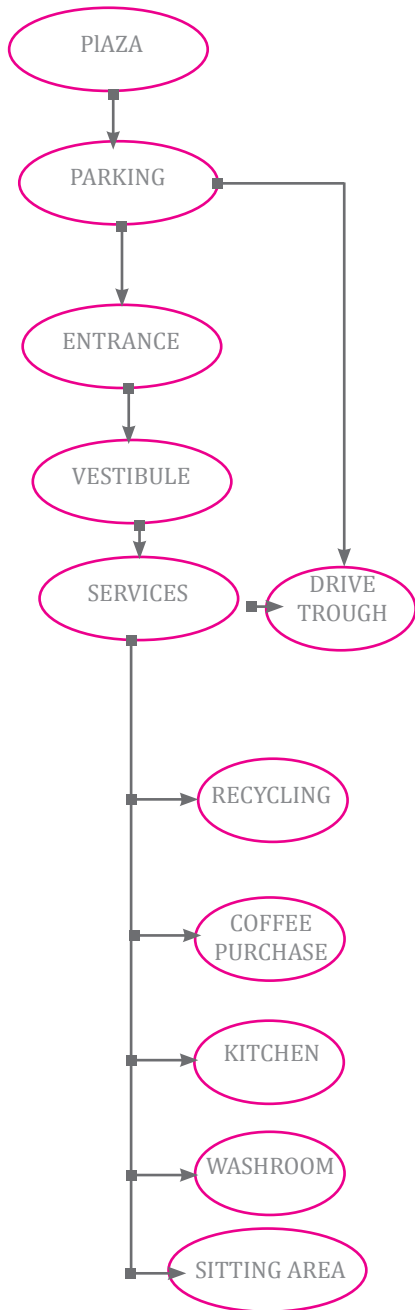 PlAZA
PARKING
ENTRANCE
VESTIBULE
SERVICES
DRIVE
TROUGH
RECYCLING
COFFEE
PURCHASE
KITCHEN
WASHROOM
SITTING AREA